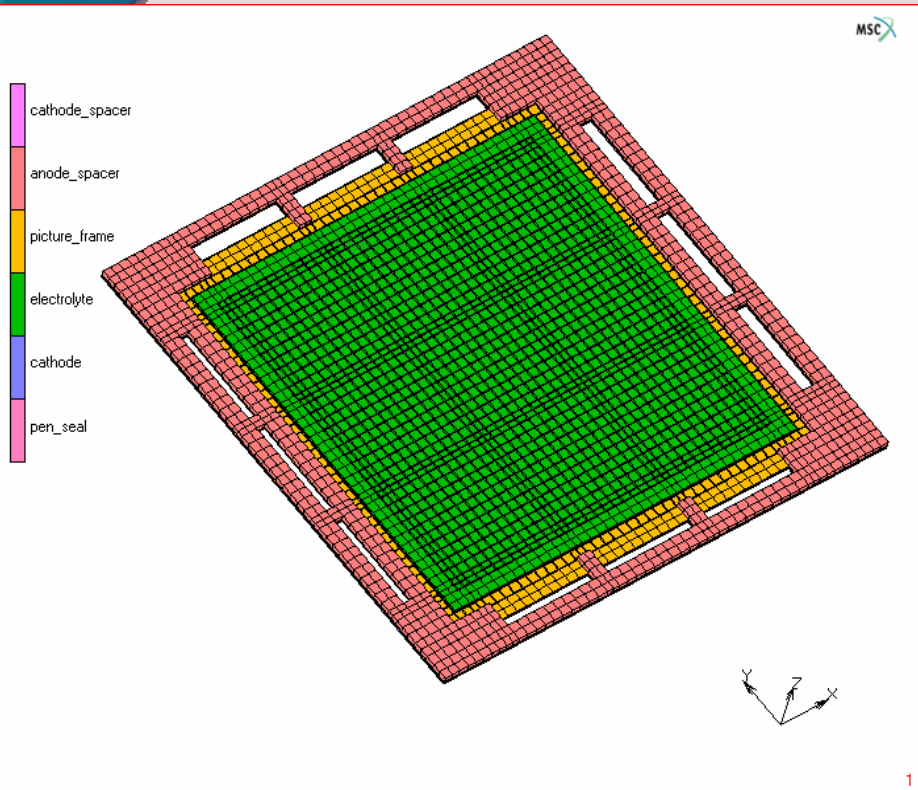 MSC
cathode_spacer
anode_spacer
picture_frame
electrolyte
cathode
pen_seal
Y
Z
X
1